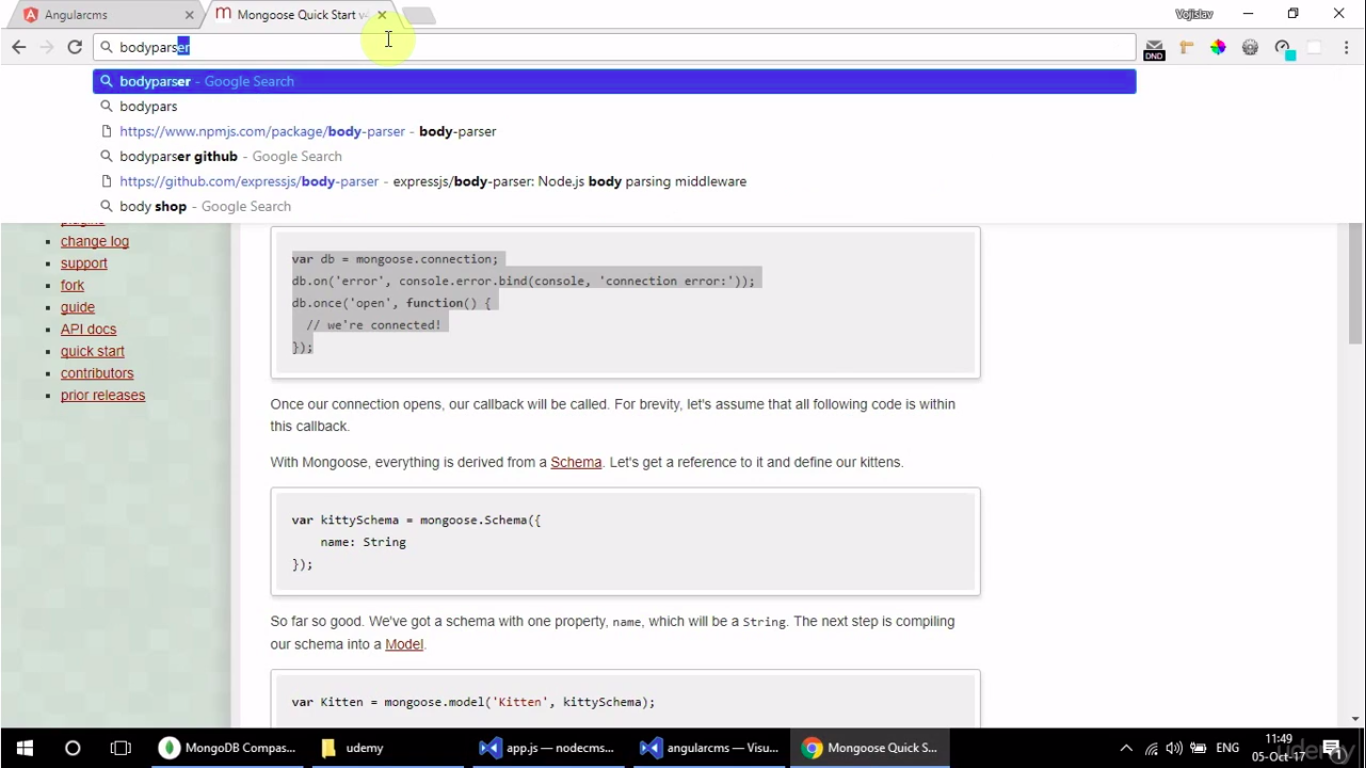 Angularcms
Mongoose Quick Start v4
Vojislav
bodyparser
DND
bodyparser - Google Search
bodypars
https://www.npmjs.com/package/body-parser - body-parser
bodyparser github - Google Search
https://github.com/expressjs/body-parser - expressjs/body-parser: Node.js body parsing middleware
body shop - Google Search
plugins
change log
support
fork
guide
API docs
quick start
contributors
prior releases
var db = mongoose.connection;
db.on('error', console.error.bind(console, 'connection error:'));
db.once('open', function() {
// we're connected!
});
Once our connection opens, our callback will be called. For brevity, let's assume that all following code is within
this callback.
With Mongoose, everything is derived from a Schema. Let's get a reference to it and define our kittens.
var kittySchema = mongoose.Schema({
name: String
});
So far so good. We've got a schema with one property, name, which will be a String. The next step is compiling
our schema into a Model.
var Kitten = mongoose.model('Kitten', kittySchema);
MongoDB Compas...
udemy
app.js — nodecms...
angularcms — Visu...
Mongoose Quick S...
ENG
11:49
05-Oct-17
udemy
1